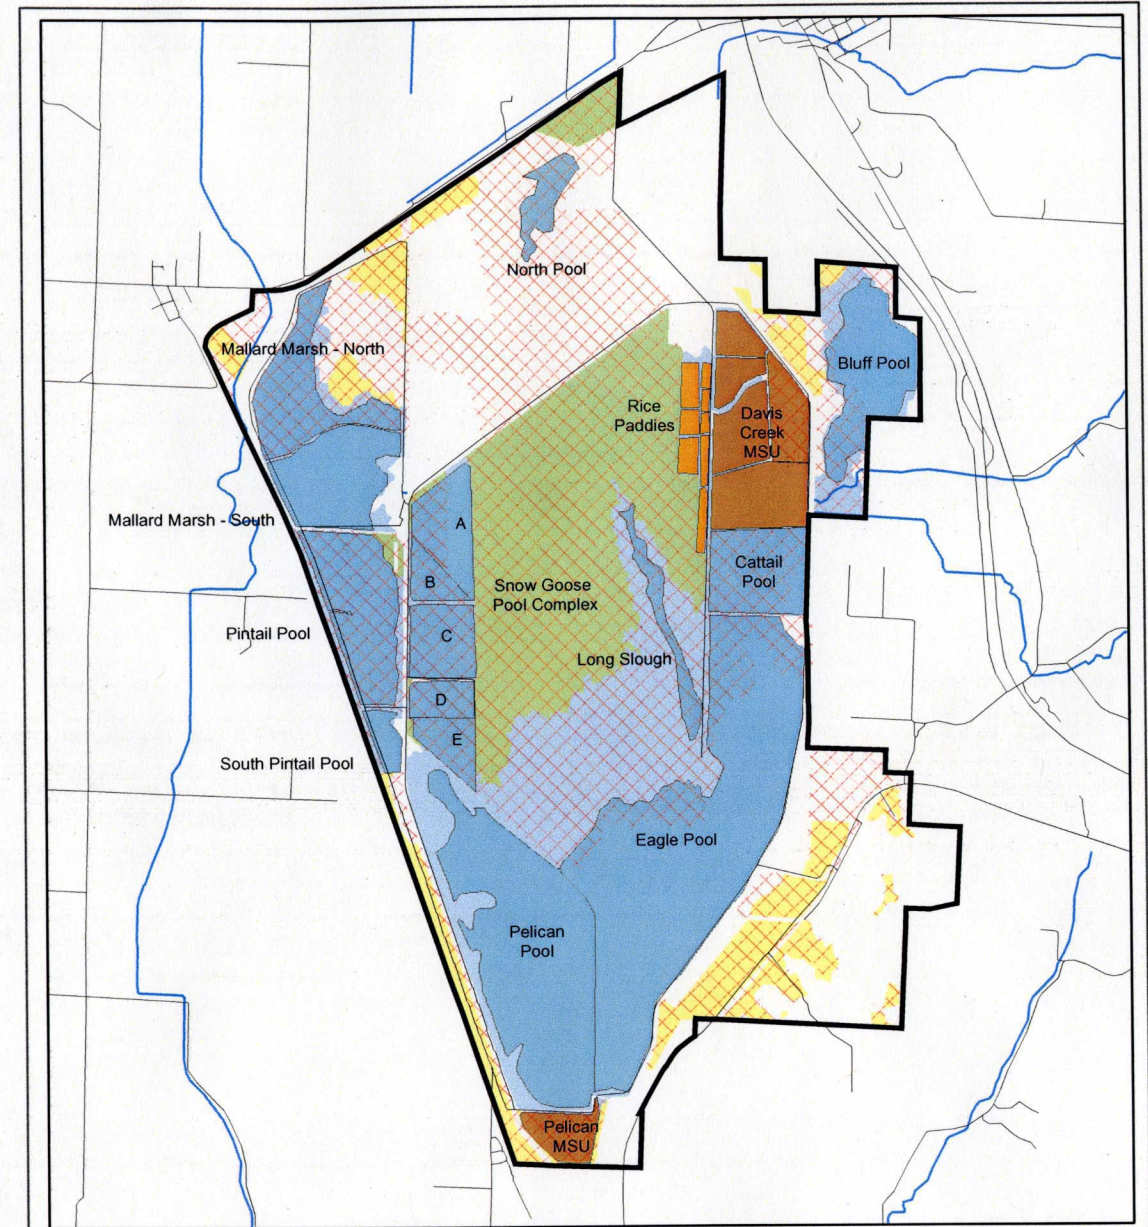 North Pool
Mallard Marsh - North
Bluff Pool
Rice
Paddies
Davis
Creek
MSU
Mallard Marsh - South
A
B
Snow Goose
Pool Complex
Cattail
Pool
Pintail Pool
C
Long Slough
D
E
South Pintail Pool
Eagle Pool
Pelican
Pool
Pelican
MSU